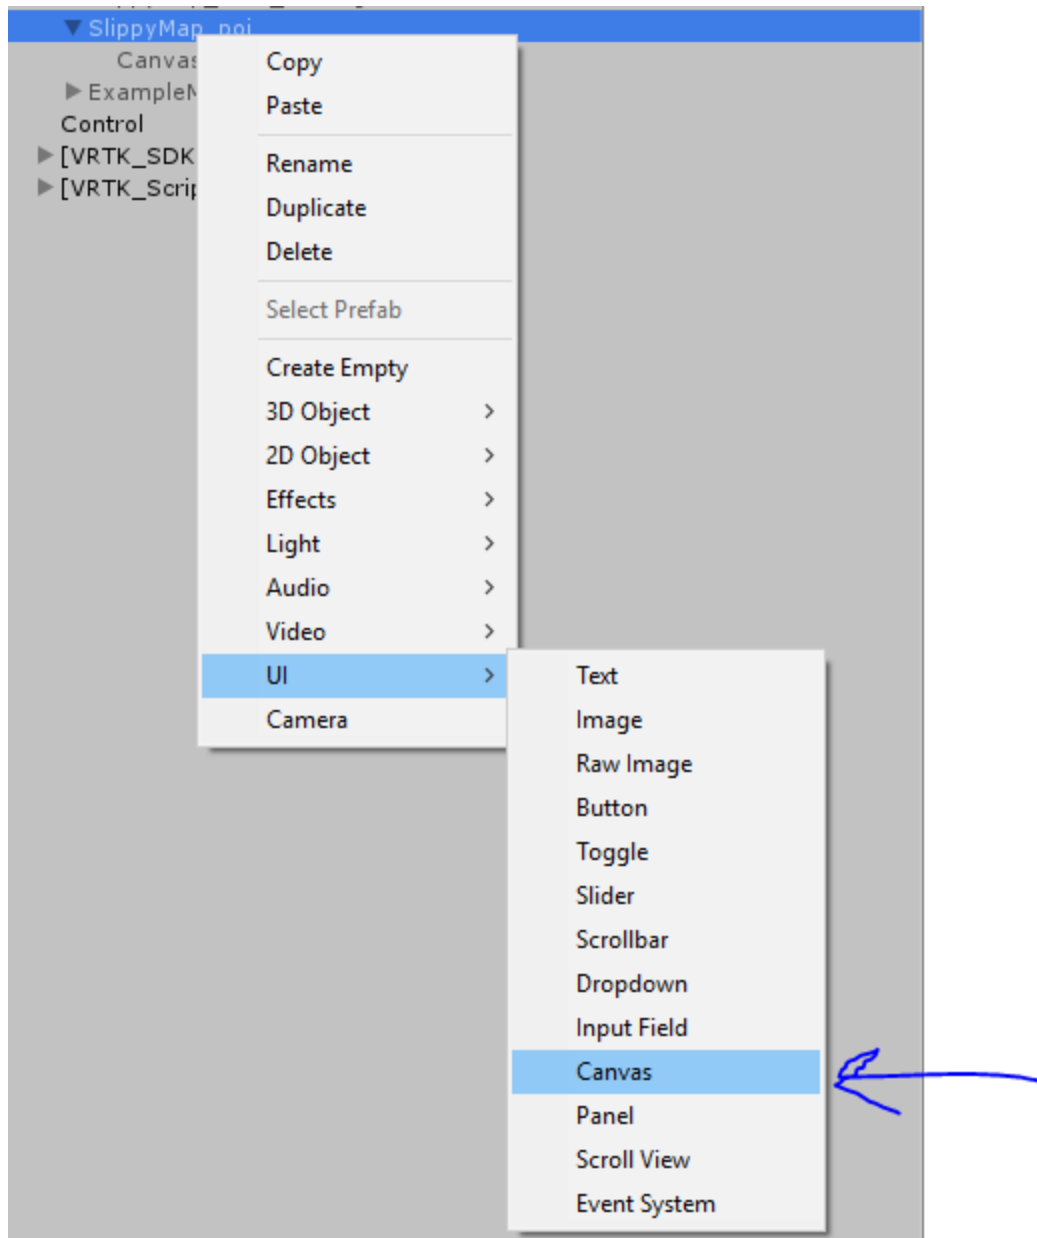 SlippyMap_poi
Canvas
ExampleM
Control
[VRTK_SDK
[VRTK_Scrip
Copy
Paste
Rename
Duplicate
Delete
Select Prefab
Create Empty
3D Object
2D Object
Effects
Light
Audio
Video
UI
Camera
Text
Image
Raw Image
Button
Toggle
Slider
Scrollbar
Dropdown
Input Field
Canvas
Panel
Scroll View
Event System